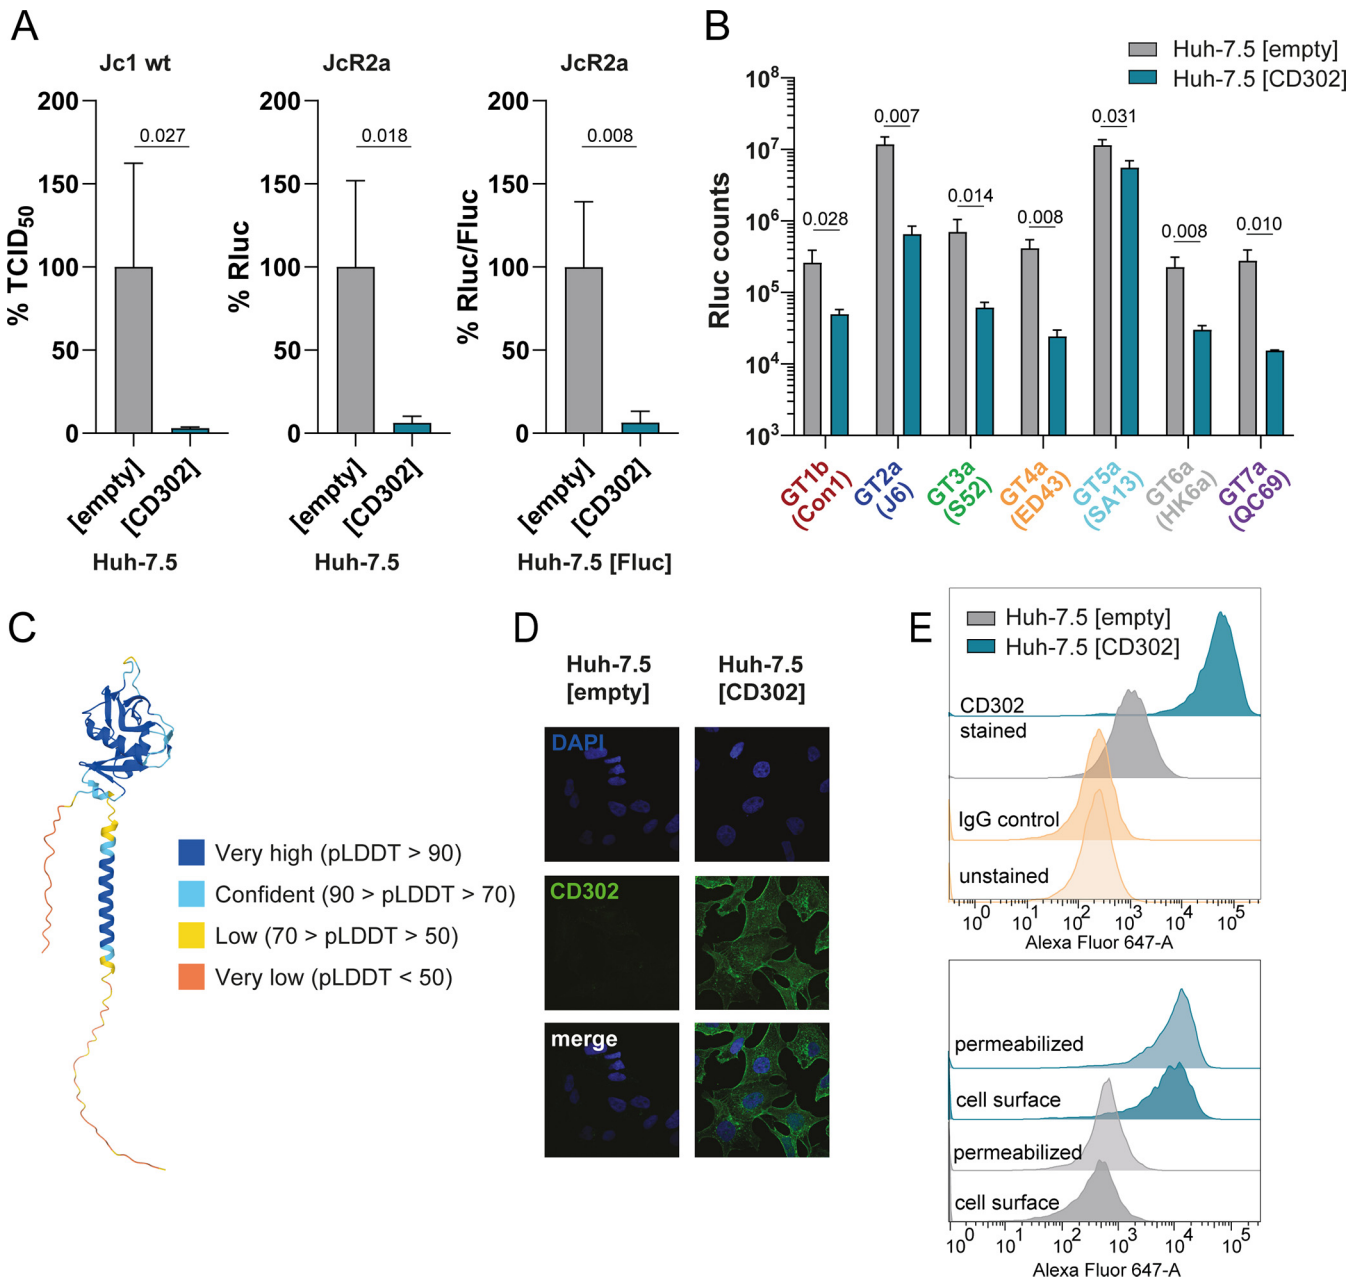 A
Jc1 wt
JcR2a
JcR2a
% TCID50
200
150
100
50
0
0.027
[empty]
[CD302]
Huh-7.5
% Rluc
200
150
100
50
0
0.018
[empty]
[CD302]
Huh-7.5
% Rluc/Fluc
200
150
100
50
0
0.008
[empty]
[CD302]
Huh-7.5 [Fluc]
B
Huh-7.5 [empty]
Huh-7.5 [CD302]
Rluc counts
10^8
10^7
10^6
10^5
10^4
10^3
0.028
0.007
0.014
0.008
0.031
0.008
0.010
GT1b
(Con1)
GT2a
(J6)
GT3a
(S52)
GT4a
(ED43)
GT5a
(SA13)
GT6a
(HK6a)
GT7a
(QC69)
C
Very high (pLDDT > 90)
Confident (90 > pLDDT > 70)
Low (70 > pLDDT > 50)
Very low (pLDDT < 50)
D
Huh-7.5
[empty]
Huh-7.5
[CD302]
DAPI
CD302
merge
E
Huh-7.5 [empty]
Huh-7.5 [CD302]
CD302
stained
IgG control
unstained
10^0 10^1 10^2 10^3 10^4 10^5
Alexa Fluor 647-A
permeabilized
cell surface
permeabilized
cell surface
10^0 10^1 10^2 10^3 10^4 10^5
Alexa Fluor 647-A